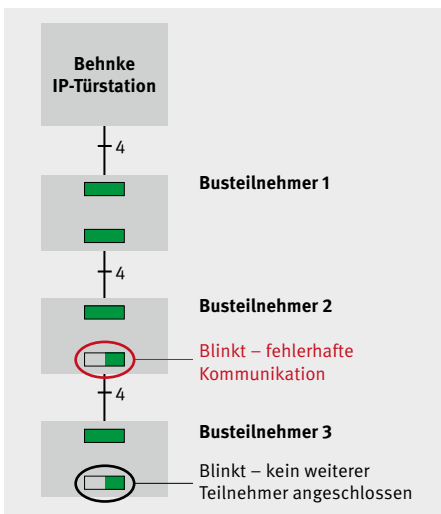 Behnke
IP-Türstation
4
Busteilnehmer 1
4
Busteilnehmer 2
Blinkt – fehlerhafte
Kommunikation
4
Busteilnehmer 3
Blinkt – kein weiterer
Teilnehmer angeschlossen